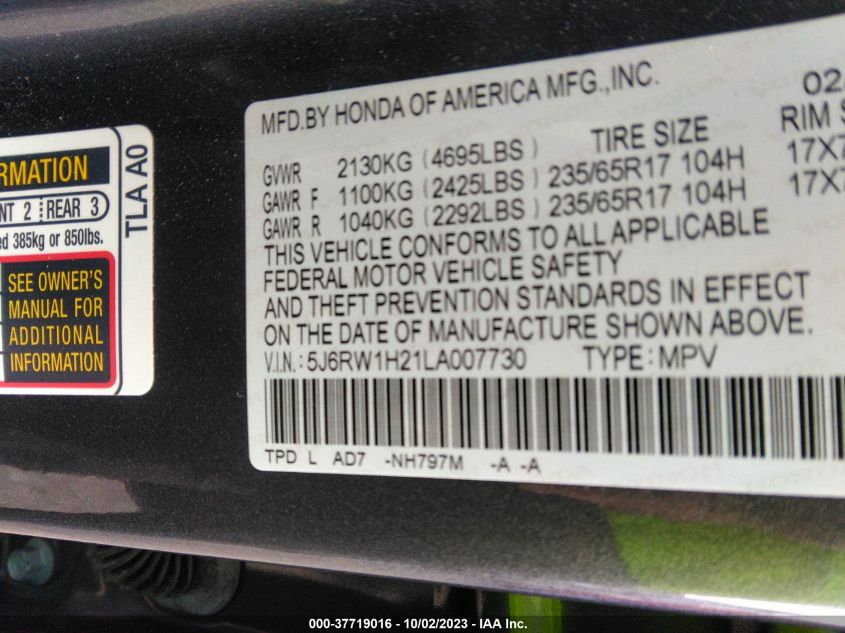 RMATION
NT 2 REAR 3
ed 385kg or 850lbs.
SEE OWNER'S
MANUAL FOR
ADDITIONAL
INFORMATION
TLA A0
MFD.BY HONDA OF AMERICA MFG.,INC. 02
TIRE SIZE RIM S
GVWR 2130KG (4695LBS)
GAWR F 1100KG (2425LBS) 235/65R17 104H 17X7
GAWR R 1040KG (2292LBS) 235/65R17 104H 17X7
THIS VEHICLE CONFORMS TO ALL APPLICABLE
FEDERAL MOTOR VEHICLE SAFETY
AND THEFT PREVENTION STANDARDS IN EFFECT
ON THE DATE OF MANUFACTURE SHOWN ABOVE.
V.I.N.: 5J6RW1H21LA007730 TYPE: MPV
TPD L AD7 -NH797M -A -A
000-37719016 - 10/02/2023 - IAA Inc.